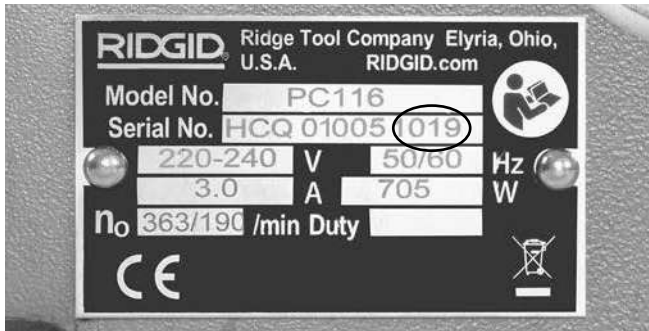 RIDGID® Ridge Tool Company Elyria, Ohio,
U.S.A. RIDGID.com
Model No. PC116
Serial No. HCQ 01005 1019
220-240 V 50/60 Hz
3.0 A 705 W
no 363/190 /min Duty
CE